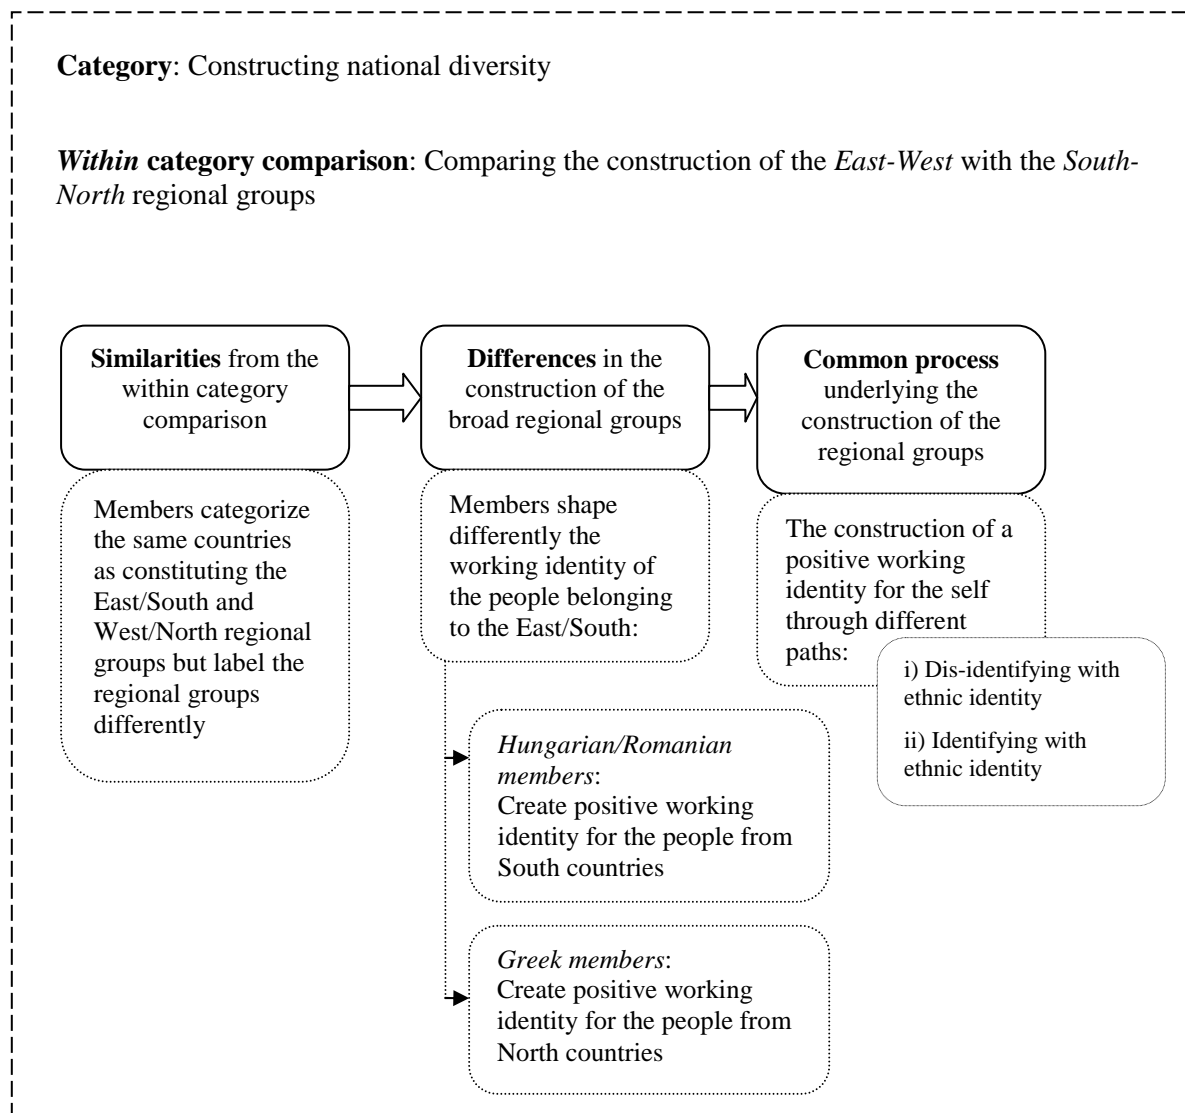 Category: Constructing national diversity
Within category comparison: Comparing the construction of the East-West with the South-
North regional groups
Similarities from the
within category
comparison
Differences in the
construction of the
broad regional groups
Common process
underlying the
construction of the
regional groups
Members categorize
the same countries
as constituting the
East/South and
West/North regional
groups but label the
regional groups
differently
Members shape
differently the
working identity of
the people belonging
to the East/South:
The construction of a
positive working
identity for the self
through different
paths:
i) Dis-identifying with
ethnic identity
ii) Identifying with
ethnic identity
Hungarian/Romanian
members:
Create positive working
identity for the people from
South countries
Greek members:
Create positive working
identity for the people from
North countries